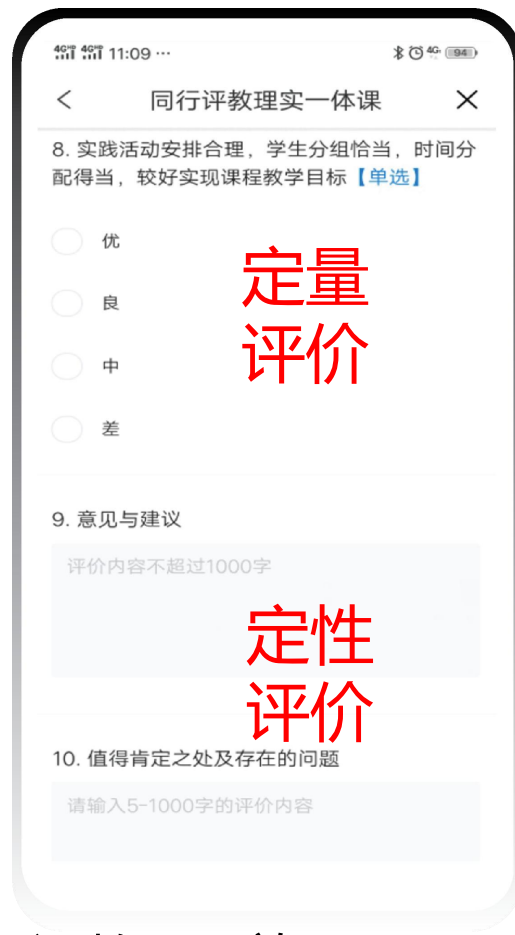 4G HD 4G HD 11:09 ··· 4G 94
同行评教理实一体课
8. 实践活动安排合理，学生分组恰当，时间分
配得当，较好实现课程教学目标【单选】
优
良
中
差
定量
评价
9. 意见与建议
评价内容不超过1000字
定性
评价
10. 值得肯定之处及存在的问题
请输入5-1000字的评价内容